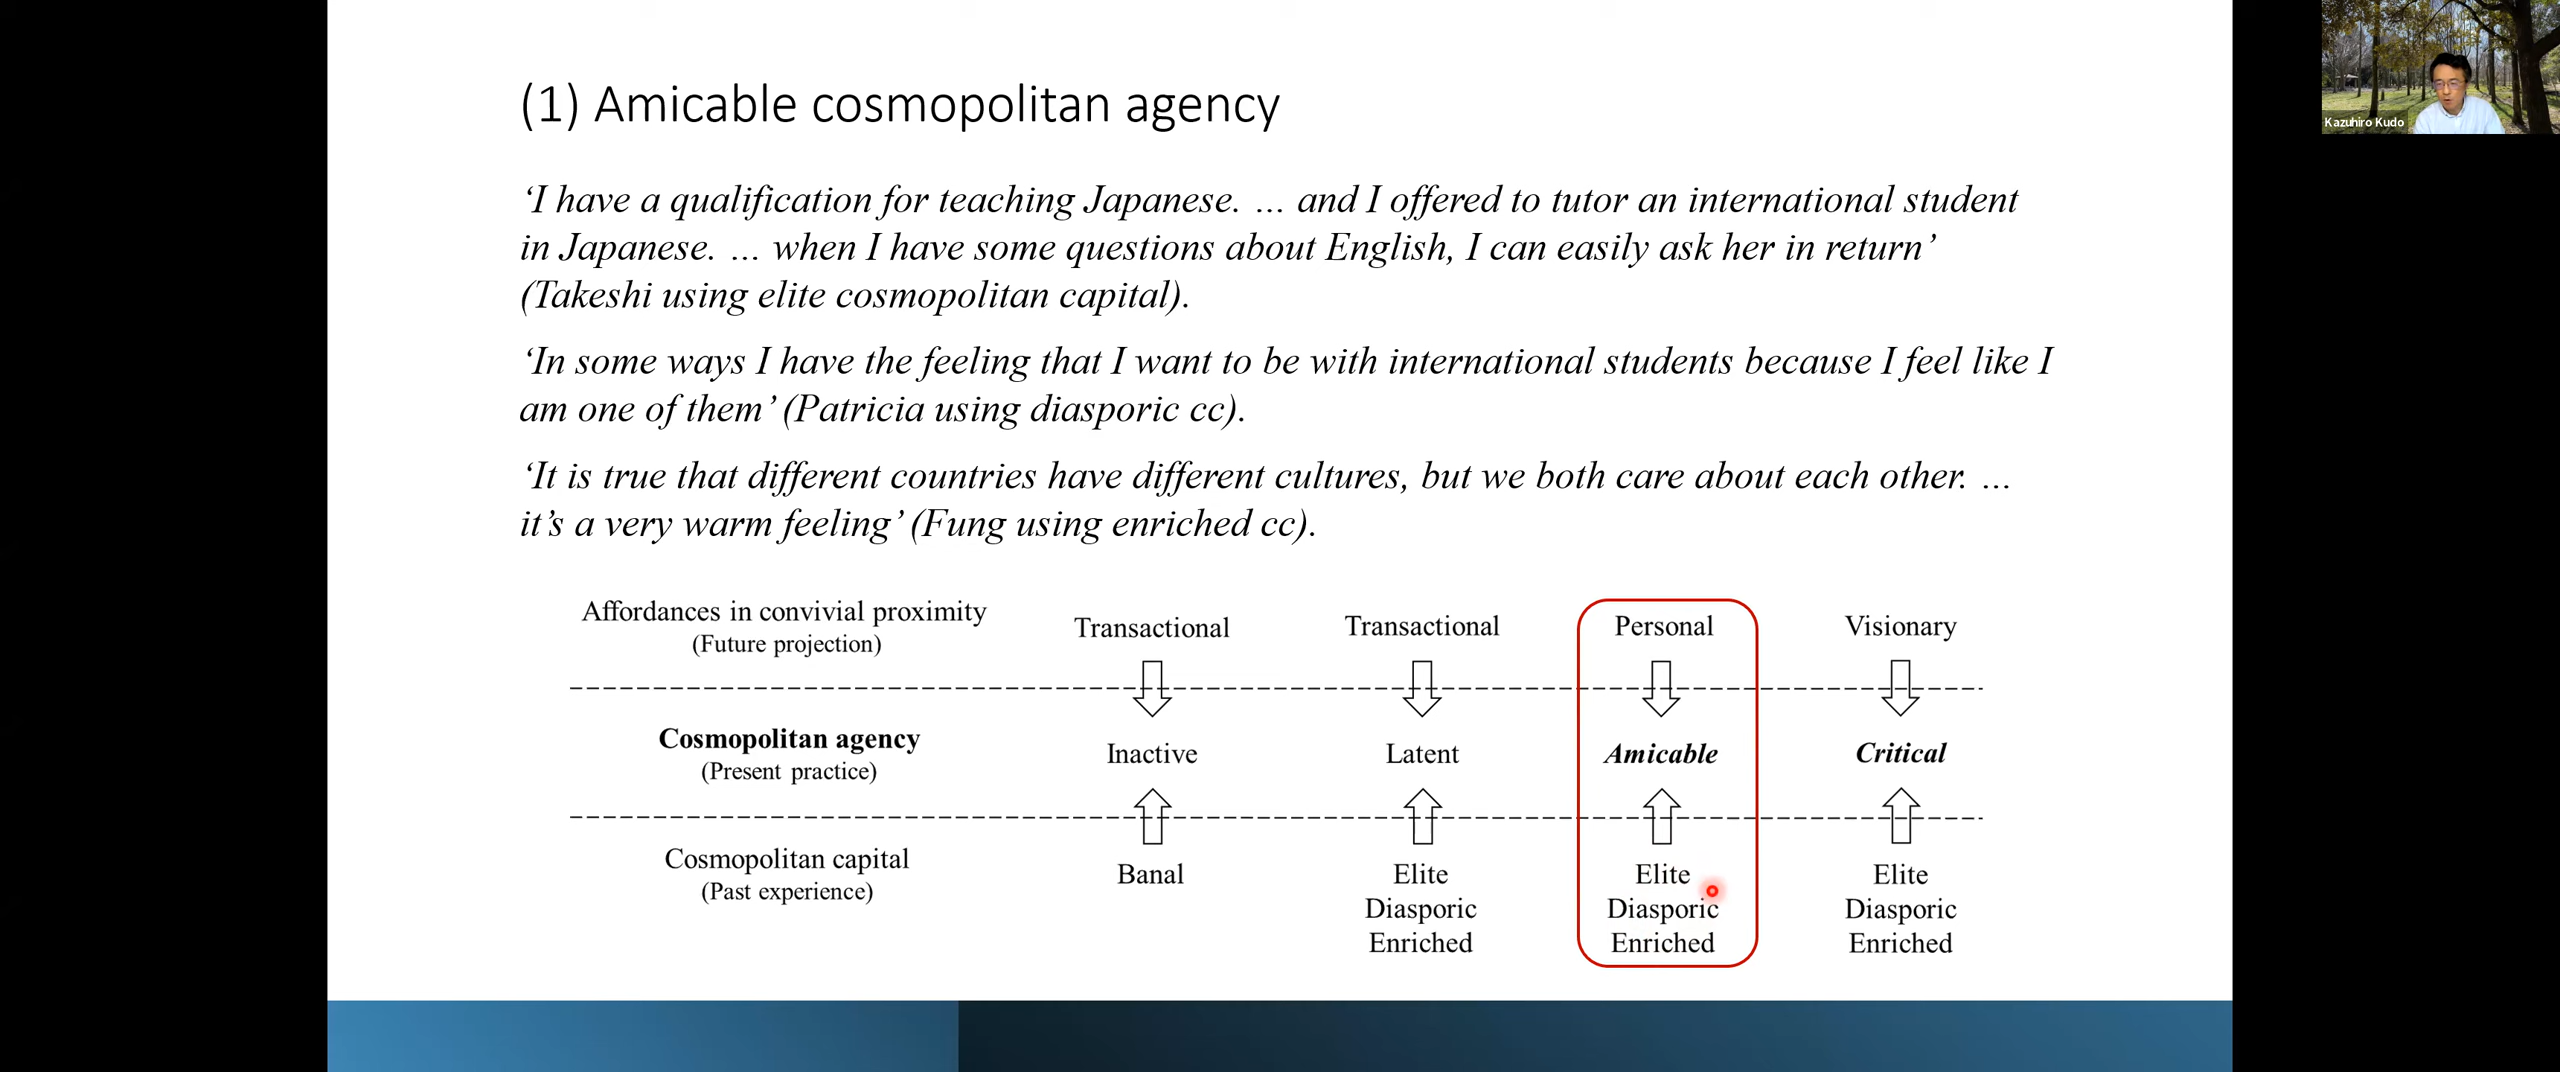 (1) Amicable cosmopolitan agency
Kazuhiro Kudo
‘I have a qualification for teaching Japanese. … and I offered to tutor an international student
in Japanese. … when I have some questions about English, I can easily ask her in return’
(Takeshi using elite cosmopolitan capital).
‘In some ways I have the feeling that I want to be with international students because I feel like I
am one of them’ (Patricia using diasporic cc).
‘It is true that different countries have different cultures, but we both care about each other. …
it’s a very warm feeling’ (Fung using enriched cc).
Affordances in convivial proximity
(Future projection)
Transactional
Transactional
Personal
Visionary
Cosmopolitan agency
(Present practice)
Inactive
Latent
Amicable
Critical
Cosmopolitan capital
(Past experience)
Banal
Elite
Diasporic
Enriched
Elite
Diasporic
Enriched
Elite
Diasporic
Enriched